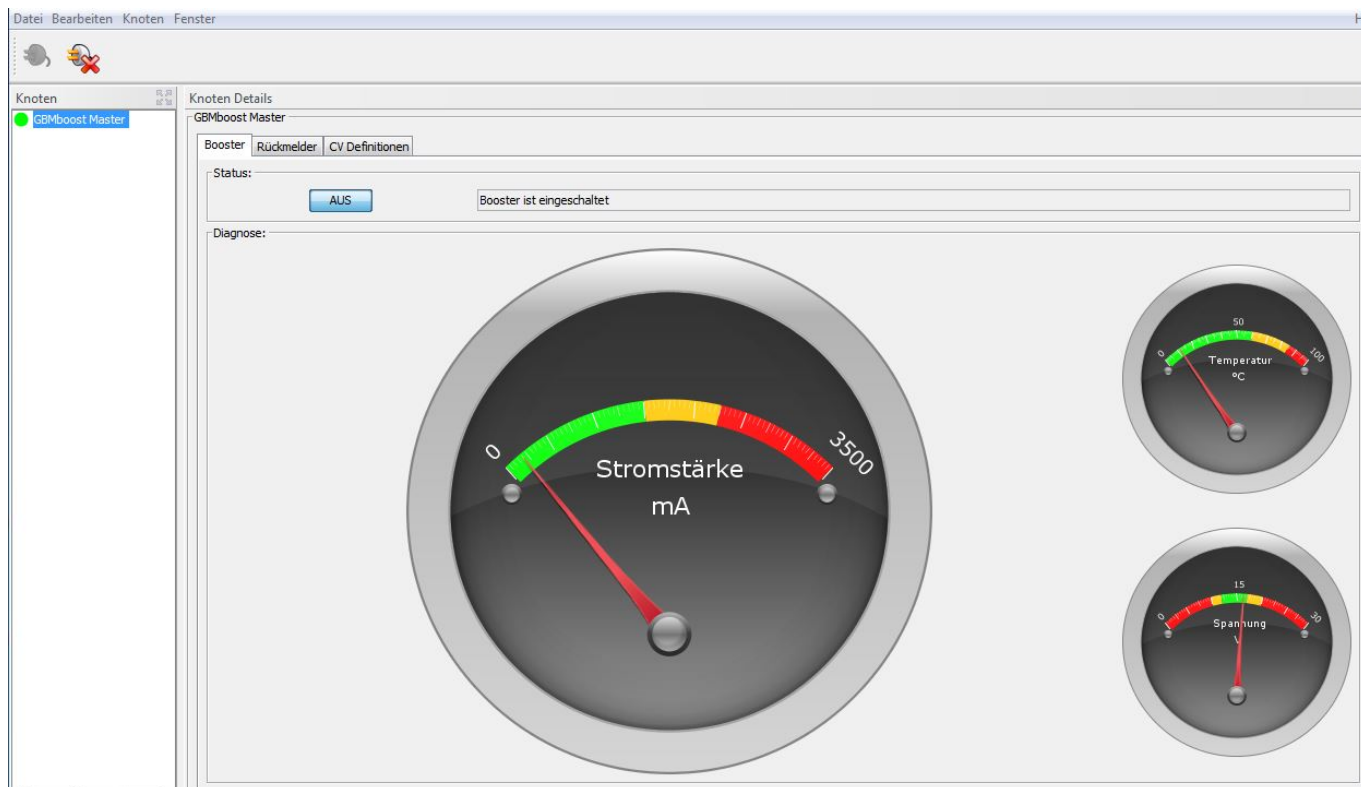 Datei Bearbeiten Knoten Fenster
H
Knoten
Knoten Details
GBMboost Master
GBMboost Master
Booster Rückmelder CV Definitionen
Status:
AUS
Booster ist eingeschaltet
Diagnose:
0
3500
Stromstärke
mA
0
50
100
Temperatur
ºC
0
15
30
Spannung
V